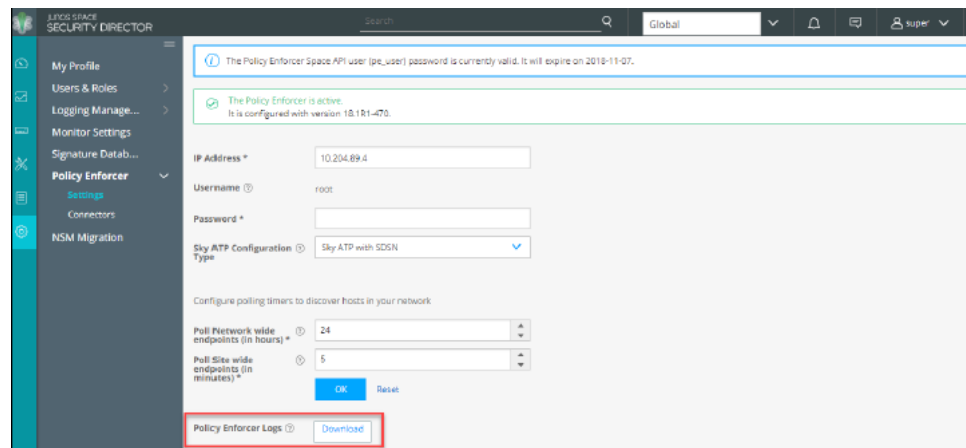 JUNOS SPACE
SECURITY DIRECTOR
Search
Global
super
My Profile
Users & Roles
Logging Manage...
Monitor Settings
Signature Datab...
Policy Enforcer
Settings
Connectors
NSM Migration
The Policy Enforcer Space API user (pe_user) password is currently valid. It will expire on 2018-11-07.
The Policy Enforcer is active.
It is configured with version 18.1R1-470.
IP Address *
10.204.89.4
Username
root
Password *
Sky ATP Configuration
Type
Sky ATP with SDSN
Configure polling timers to discover hosts in your network
Poll Network wide
endpoints (in hours) *
24
Poll Site wide
endpoints (in
minutes) *
5
OK
Reset
Policy Enforcer Logs
Download